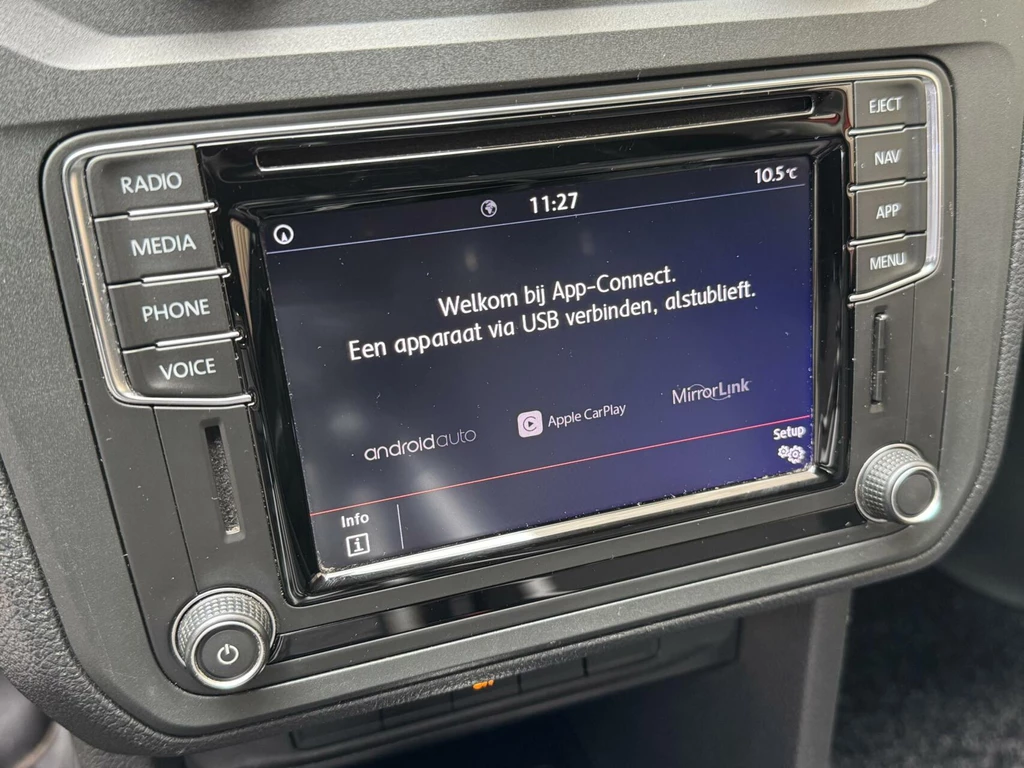 EJECT
RADIO
NAV
10.5°C
11:27
APP
MEDIA
MENU
Welkom bij App-Connect.
PHONE
Een apparaat via USB verbinden, alstublieft.
VOICE
androidauto
Apple CarPlay
MirrorLink
Setup
Info
i